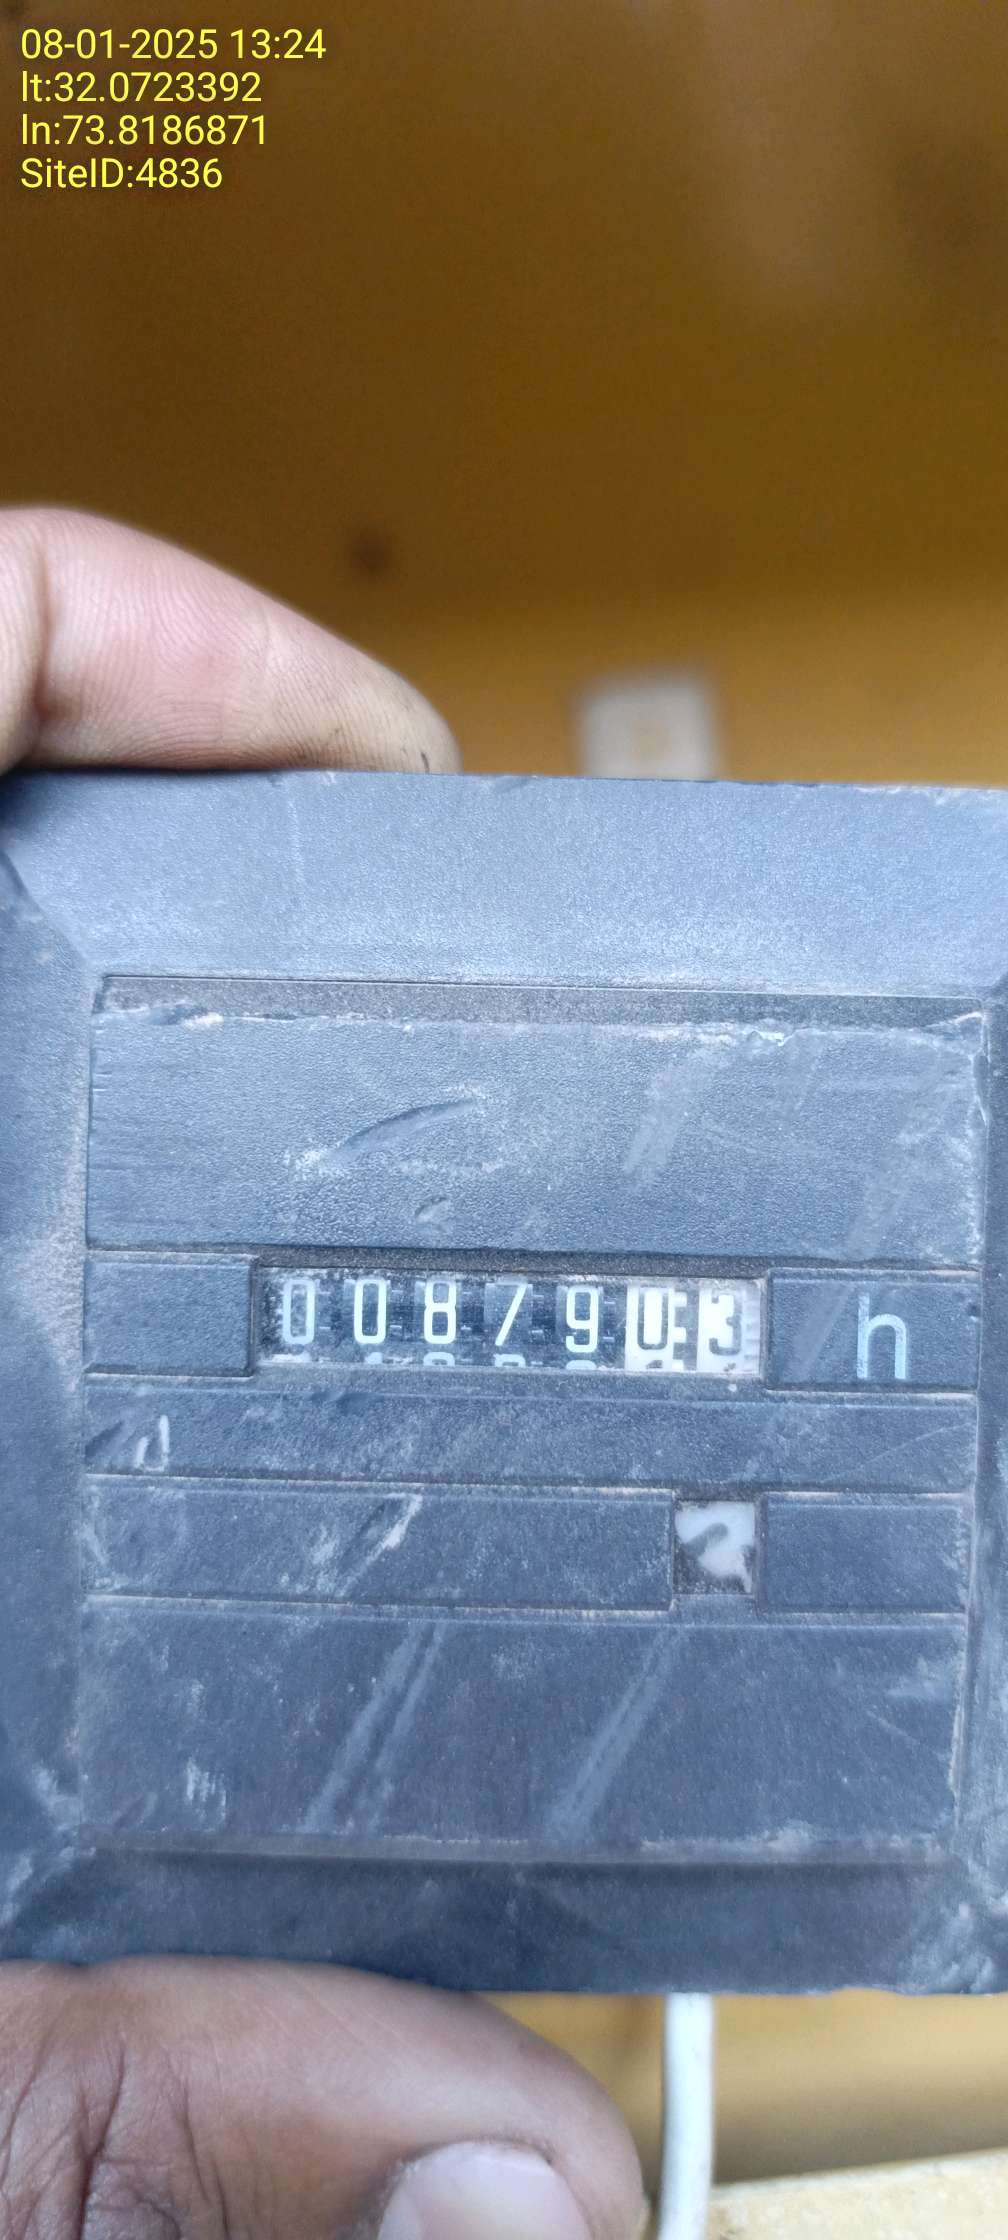 08-01-2025 13:24
lt:32.0723392
ln:73.8186871
SiteID:4836
0087903 h